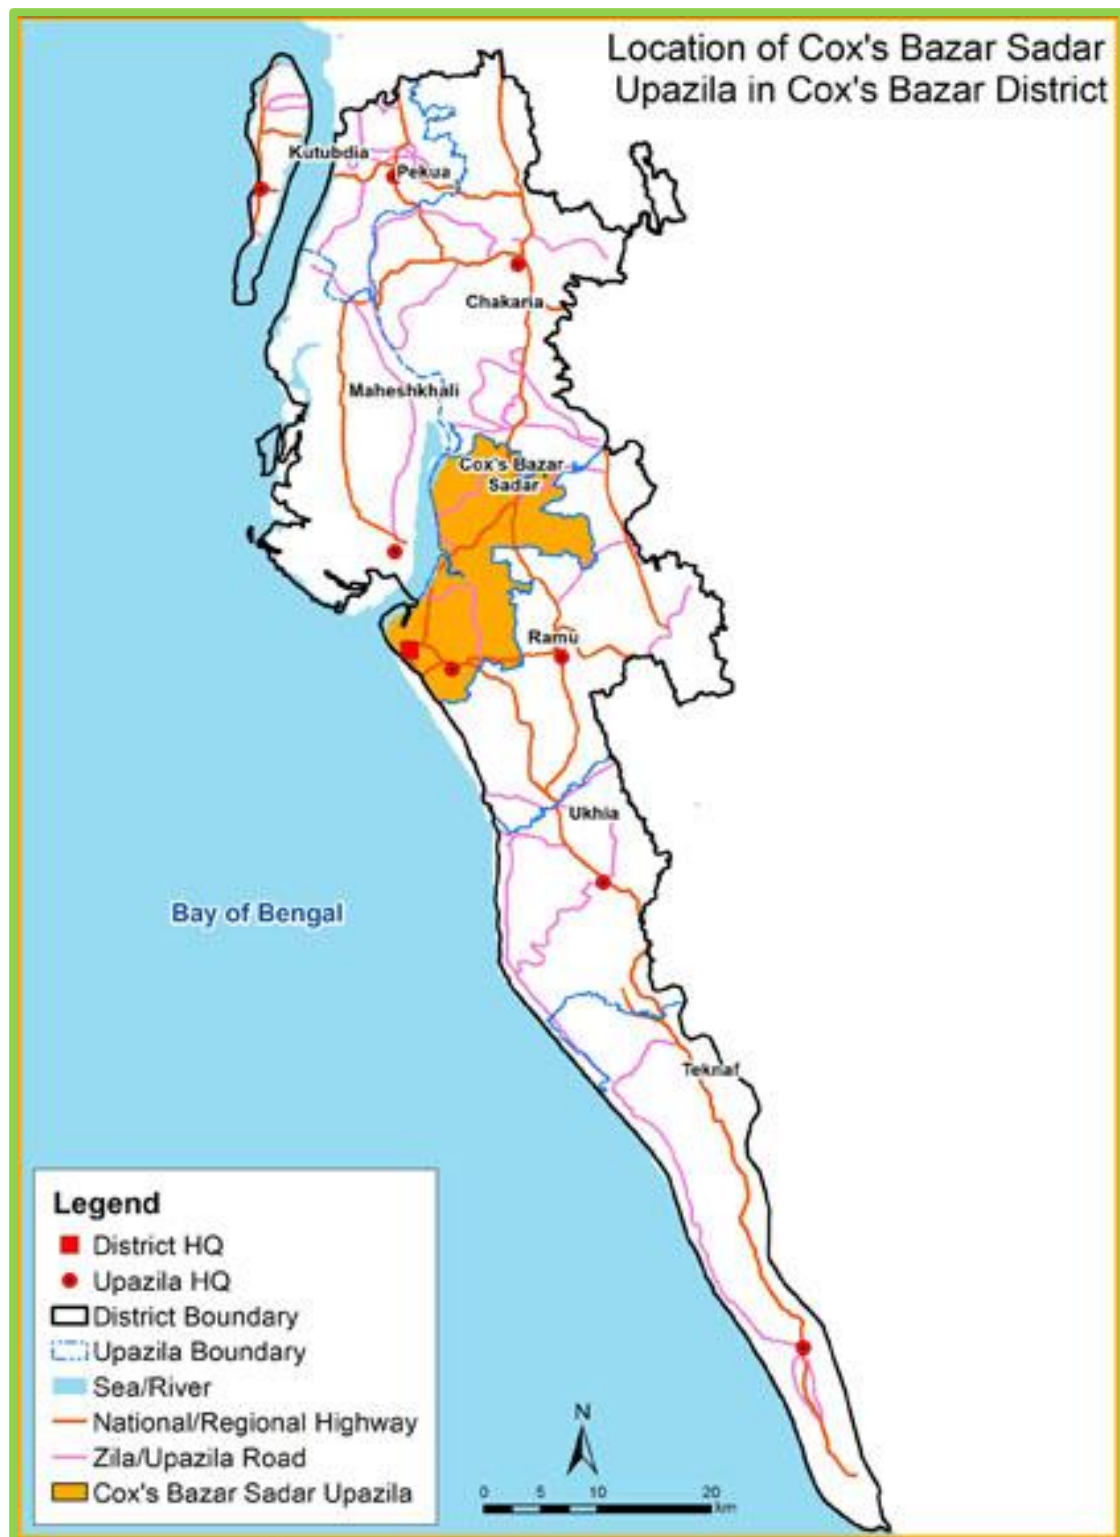 Location of Cox's Bazar Sadar
Upazila in Cox's Bazar District
Kutubdia
Pekua
Chakaria
Maheshkhali
Cox's Bazar
Sadar
Ramu
Ukhia
Bay of Bengal
Teknaf
Legend
District HQ
Upazila HQ
District Boundary
Upazila Boundary
Sea/River
National/Regional Highway
Zila/Upazila Road
Cox's Bazar Sadar Upazila
N
0 5 10 20
km